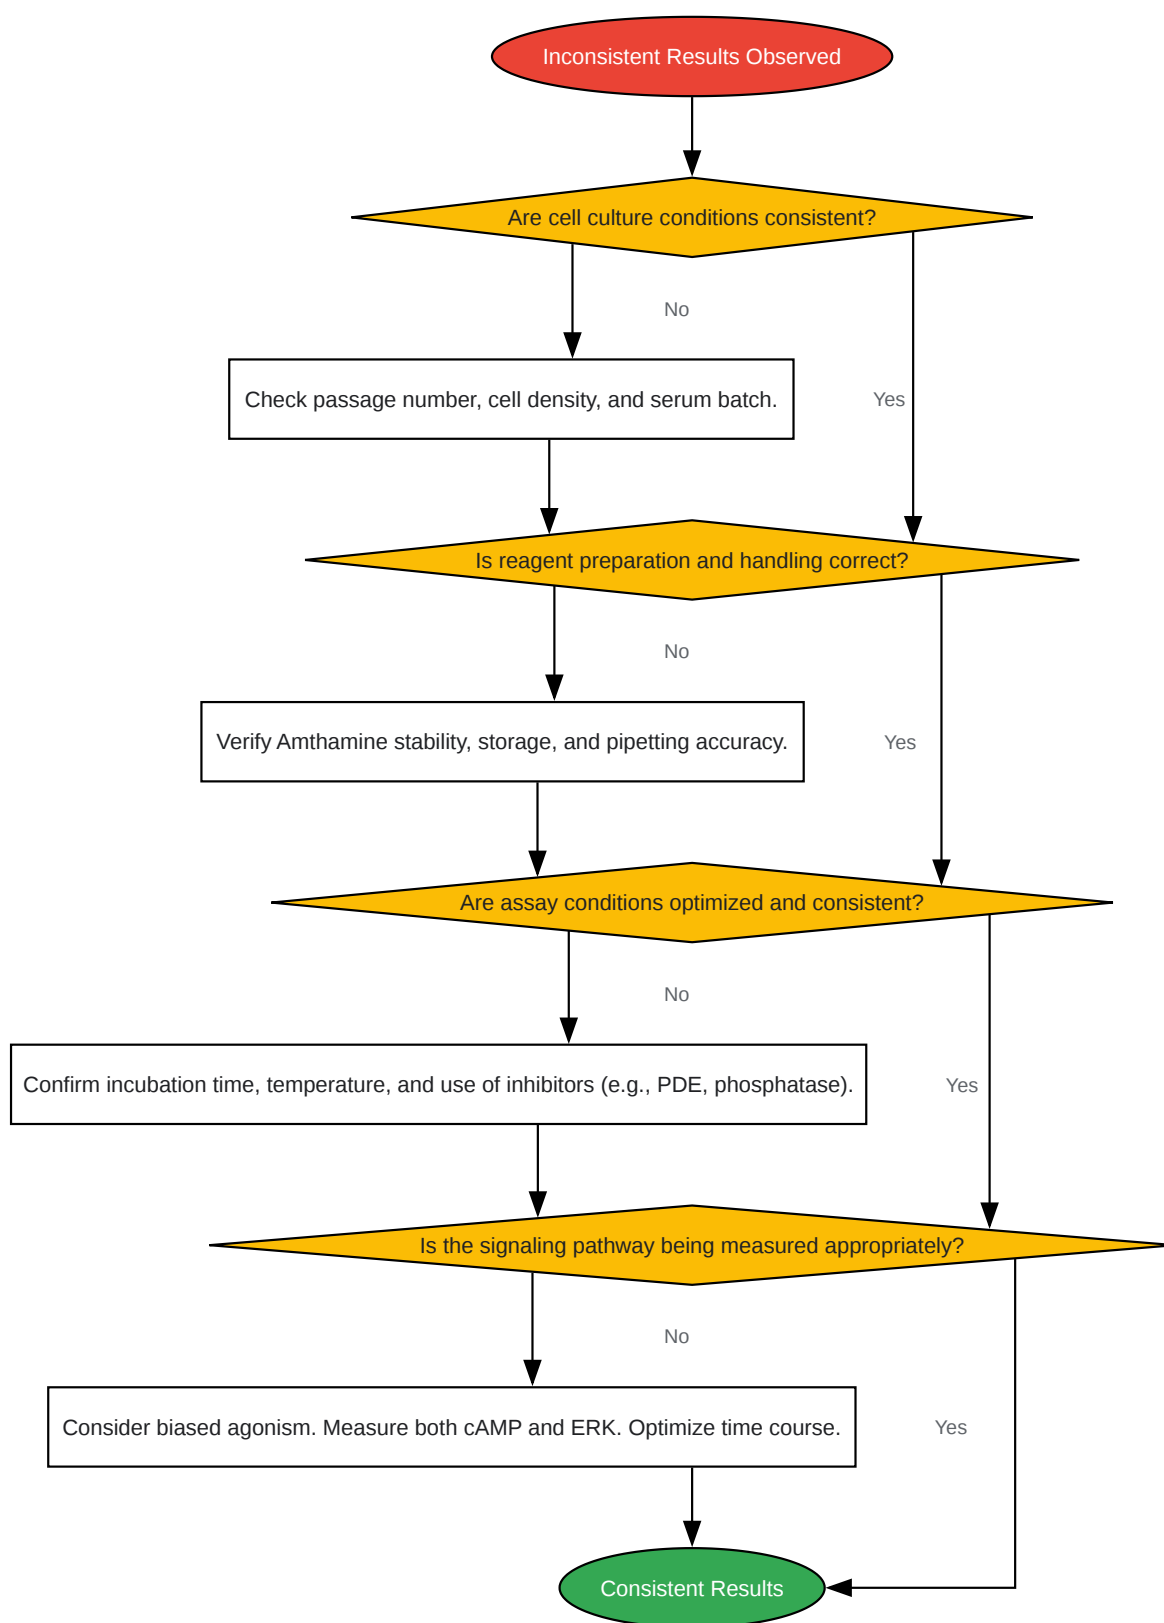 Inconsistent Results Observed
Are cell culture conditions consistent?
No
Check passage number, cell density, and serum batch.
Yes
Is reagent preparation and handling correct?
No
Verify Amthamine stability, storage, and pipetting accuracy.
Yes
Are assay conditions optimized and consistent?
No
Confirm incubation time, temperature, and use of inhibitors (e.g., PDE, phosphatase).
Yes
Is the signaling pathway being measured appropriately?
No
Consider biased agonism. Measure both cAMP and ERK. Optimize time course.
Yes
Consistent Results